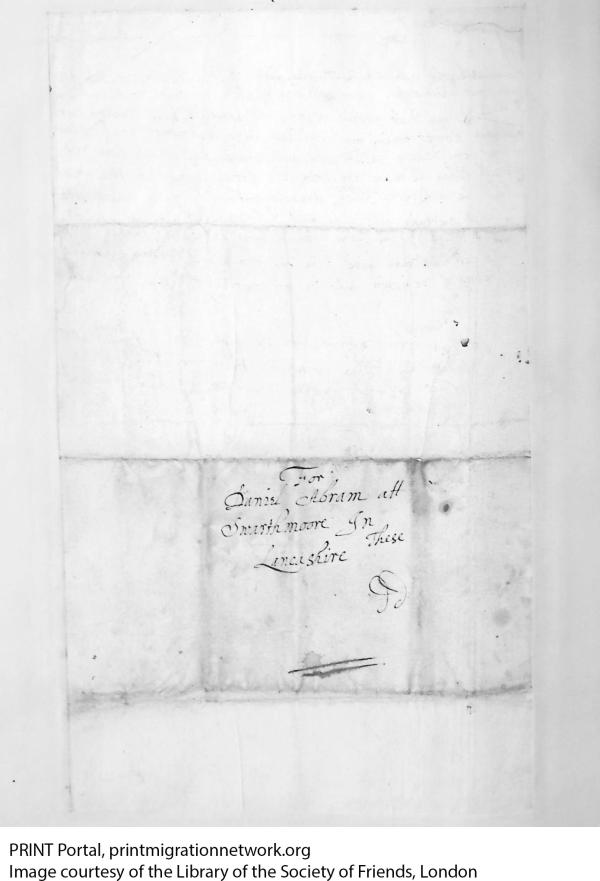 For
Daniel Abram att
Swarthmoore In
Lancashire These
PRINT Portal, printmigrationnetwork.org
Image courtesy of the Library of the Society of Friends, London